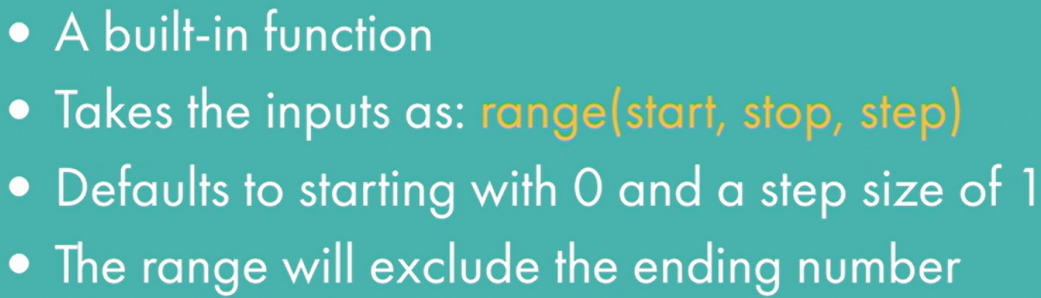 • A built-in function
• Takes the inputs as: range(start, stop, step)
• Defaults to starting with 0 and a step size of 1
• The range will exclude the ending number